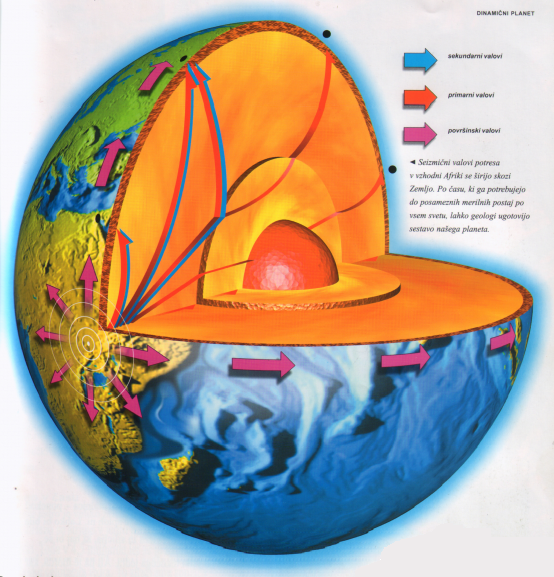 DINAMIČNI PLANET
sekundarni valovi
primarni valovi
površinski valovi
◄ Seizmični valovi potresa
v vzhodni Afriki se širijo skozi
Zemljo. Po času, ki ga potrebujejo
do posameznih merilnih postaj po
vsem svetu, lahko geologi ugotovijo
sestavo našega planeta.